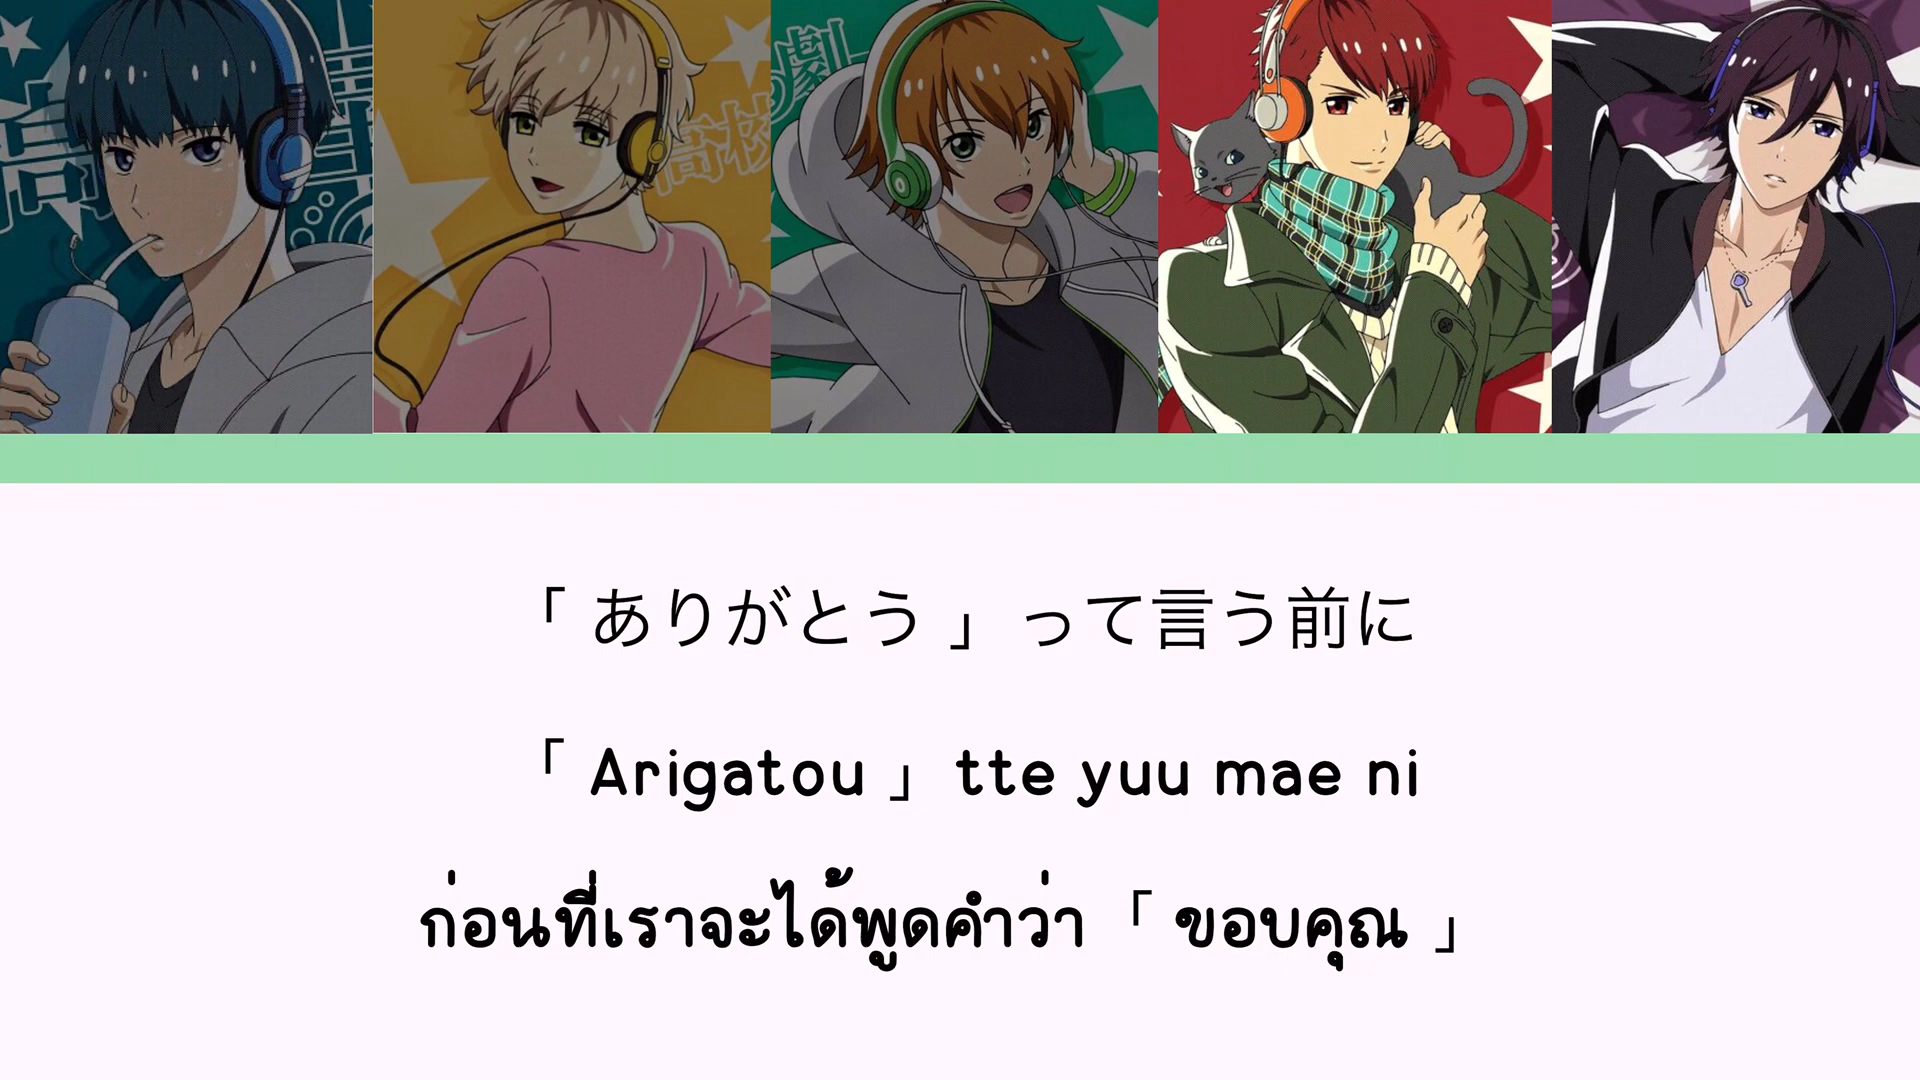 「 ありがとう 」って言う前に
「 Arigatou 」 tte yuu mae ni
ก่อนที่เราจะได้พูดคำว่า 「 ขอบคุณ 」